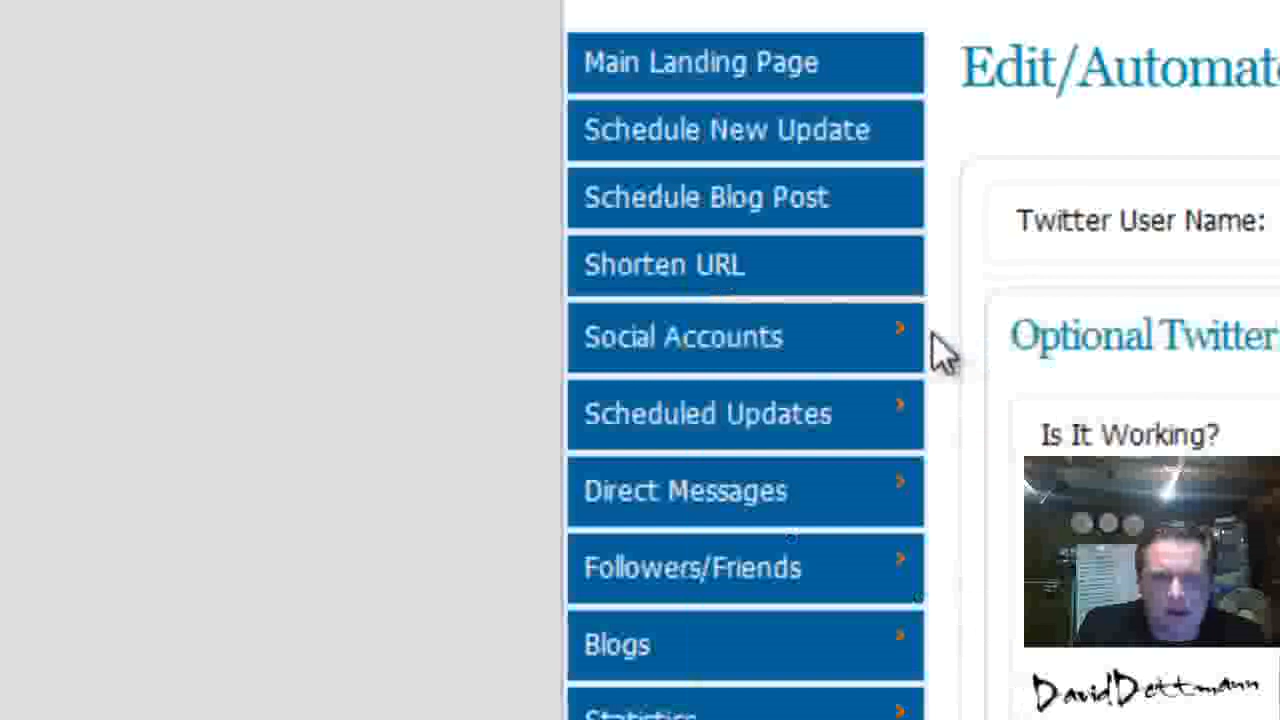 Main Landing Page
Schedule New Update
Schedule Blog Post
Shorten URL
Social Accounts
Scheduled Updates
Direct Messages
Followers/Friends
Blogs
Statistics
Edit/Automat
Twitter User Name:
Optional Twitter
Is It Working?
DavidDettmann